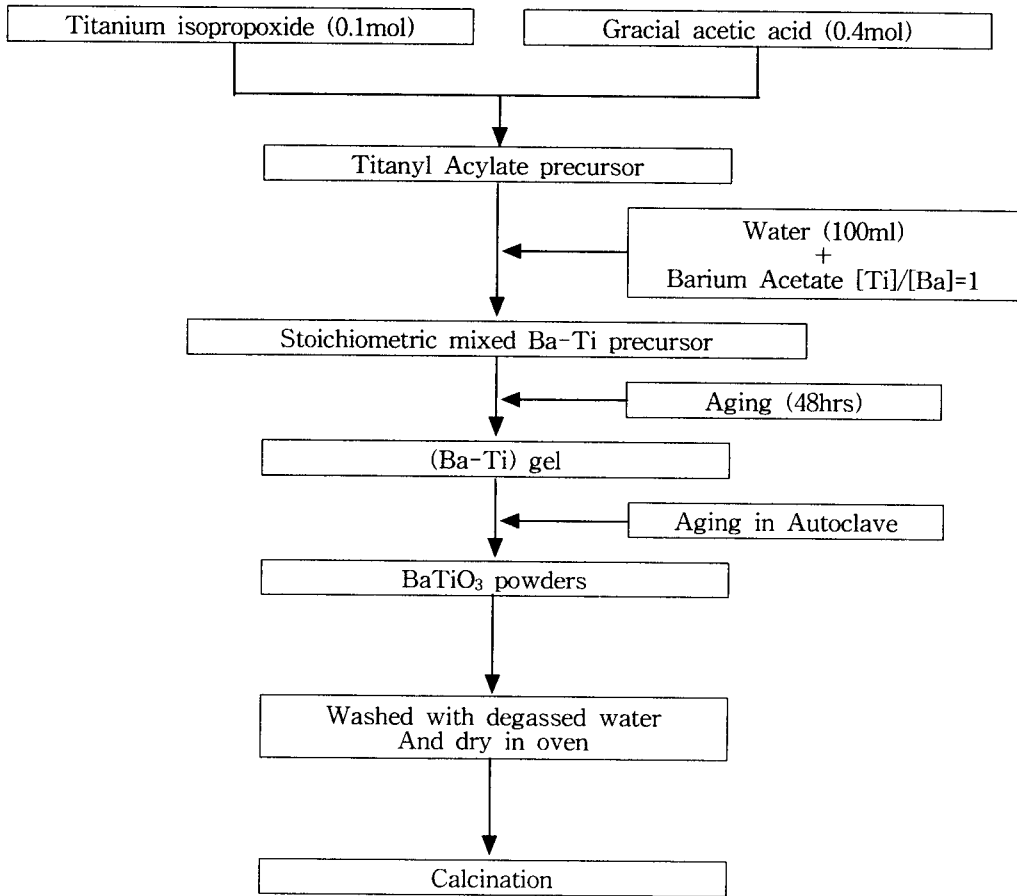 Titanium isopropoxide (0.1mol)
Gracial acetic acid (0.4mol)
Titanyl Acylate precursor
Water (100ml)
+
Barium Acetate [Ti]/[Ba]=1
Stoichiometric mixed Ba-Ti precursor
Aging (48hrs)
(Ba-Ti) gel
Aging in Autoclave
BaTiO₃ powders
Washed with degassed water
And dry in oven
Calcination